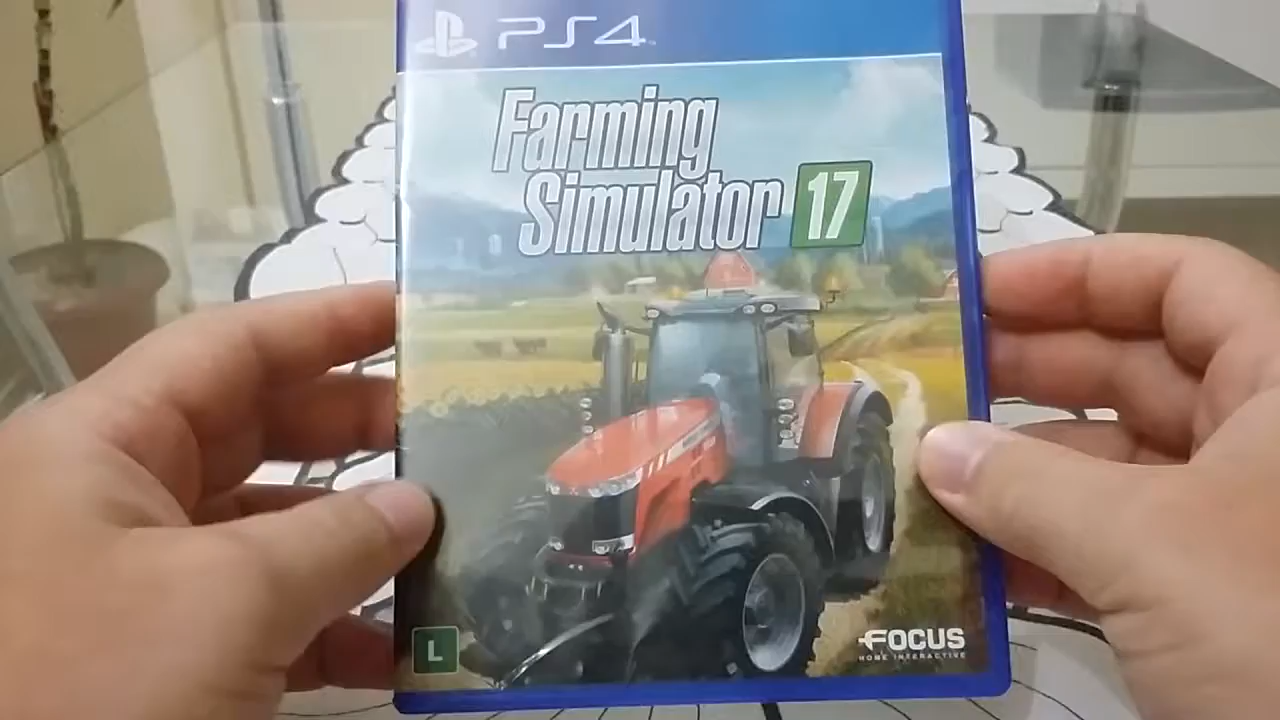 PS4
Farming
Simulator 17
L
FOCUS
HOME INTERACTIVE